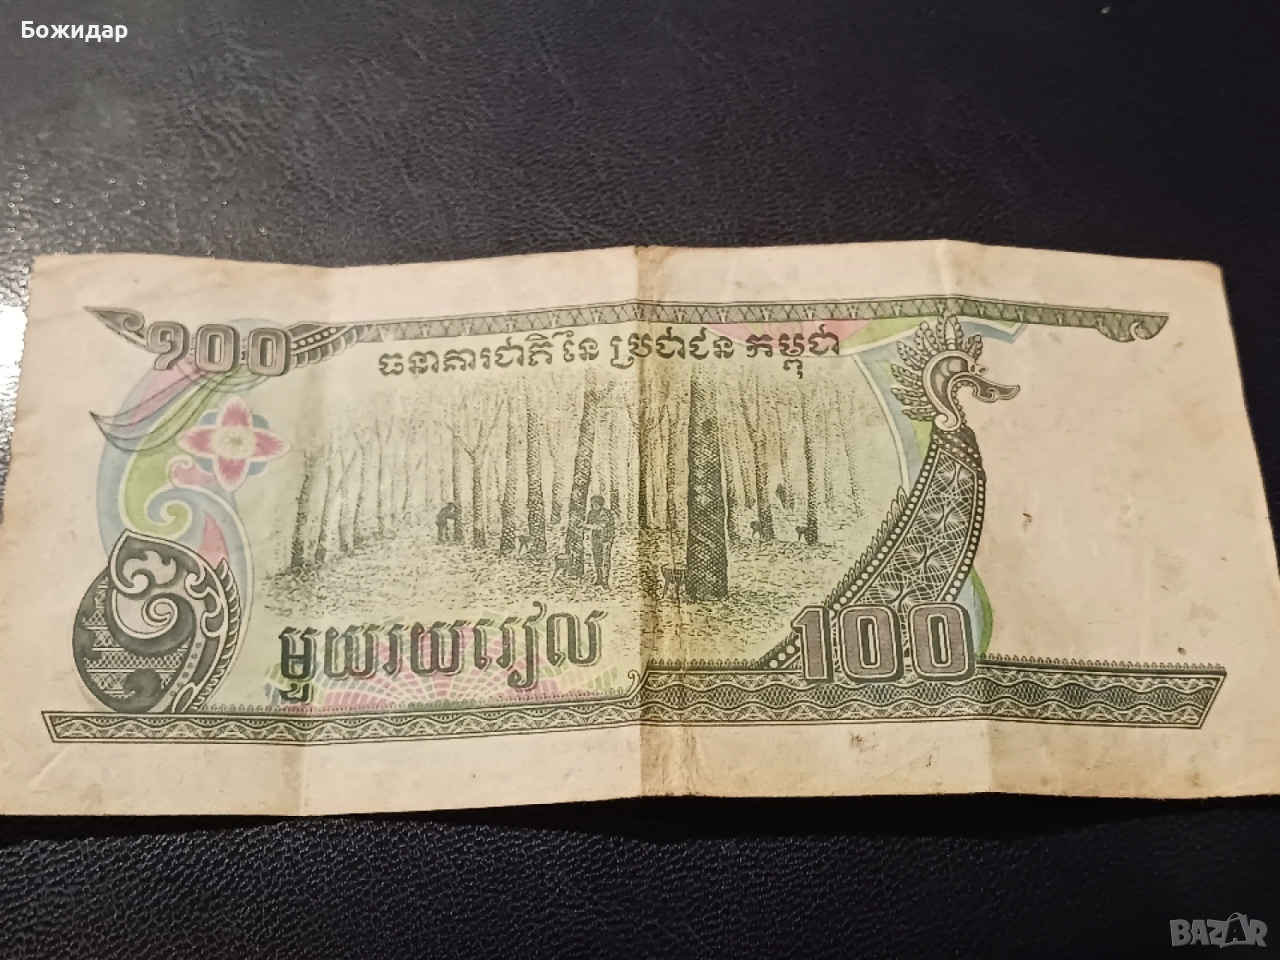 Божидар
១០០
ធនាគារជាតិ នៃ ប្រជាជន កម្ពុជា
មួយរយរៀល
100
BAZAR